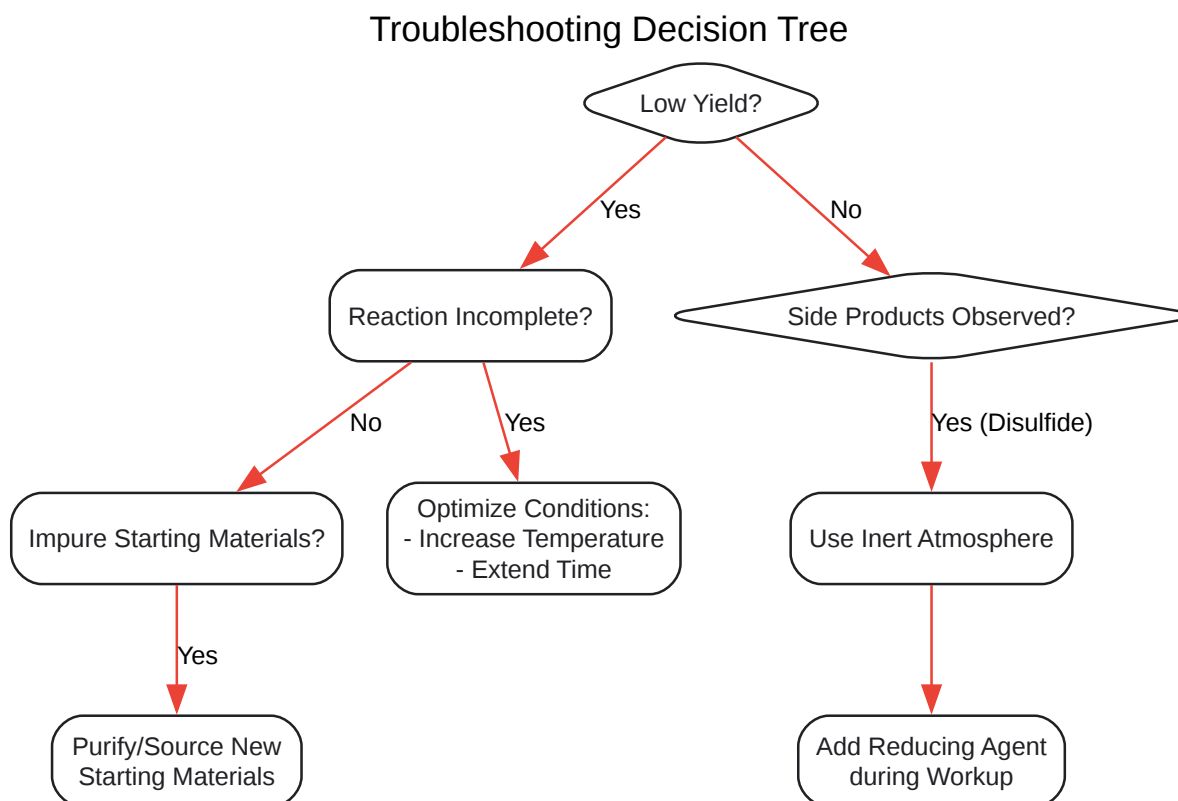 Troubleshooting Decision Tree
Low Yield?
Yes
No
Reaction Incomplete?
Side Products Observed?
No
Yes
Yes (Disulfide)
Impure Starting Materials?
Optimize Conditions:
- Increase Temperature
- Extend Time
Use Inert Atmosphere
Yes
Purify/Source New
Starting Materials
Add Reducing Agent
during Workup